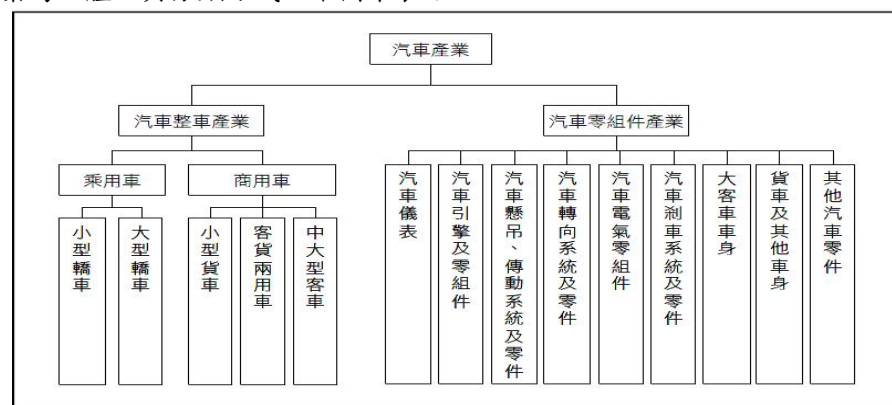 汽車產業
汽車整車產業
汽車零組件產業
乘用車
商用車
小型轎車
大型轎車
小型貨車
客貨兩用車
中大型客車
汽車儀表
汽車引擎及零組件
汽車懸吊、傳動系統及零件
汽車轉向系統及零件
汽車電氣零組件
汽車剎車系統及零件
大客車車身
貨車及其他車身
其他汽車零件